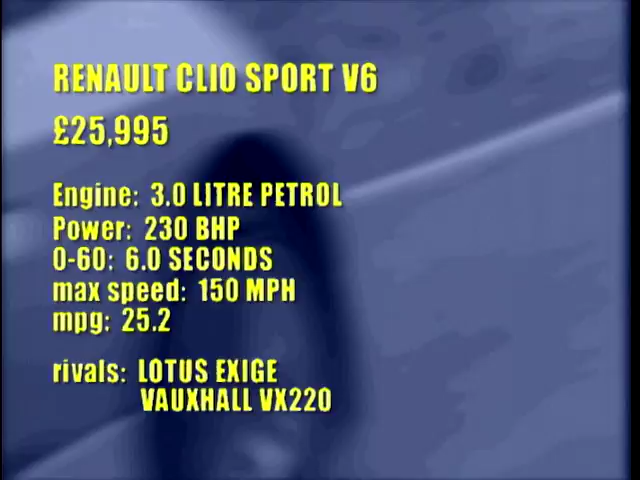 RENAULT CLIO SPORT V6
£25,995
Engine: 3.0 LITRE PETROL
Power: 230 BHP
0-60: 6.0 SECONDS
max speed: 150 MPH
mpg: 25.2
rivals: LOTUS EXIGE
VAUXHALL VX220